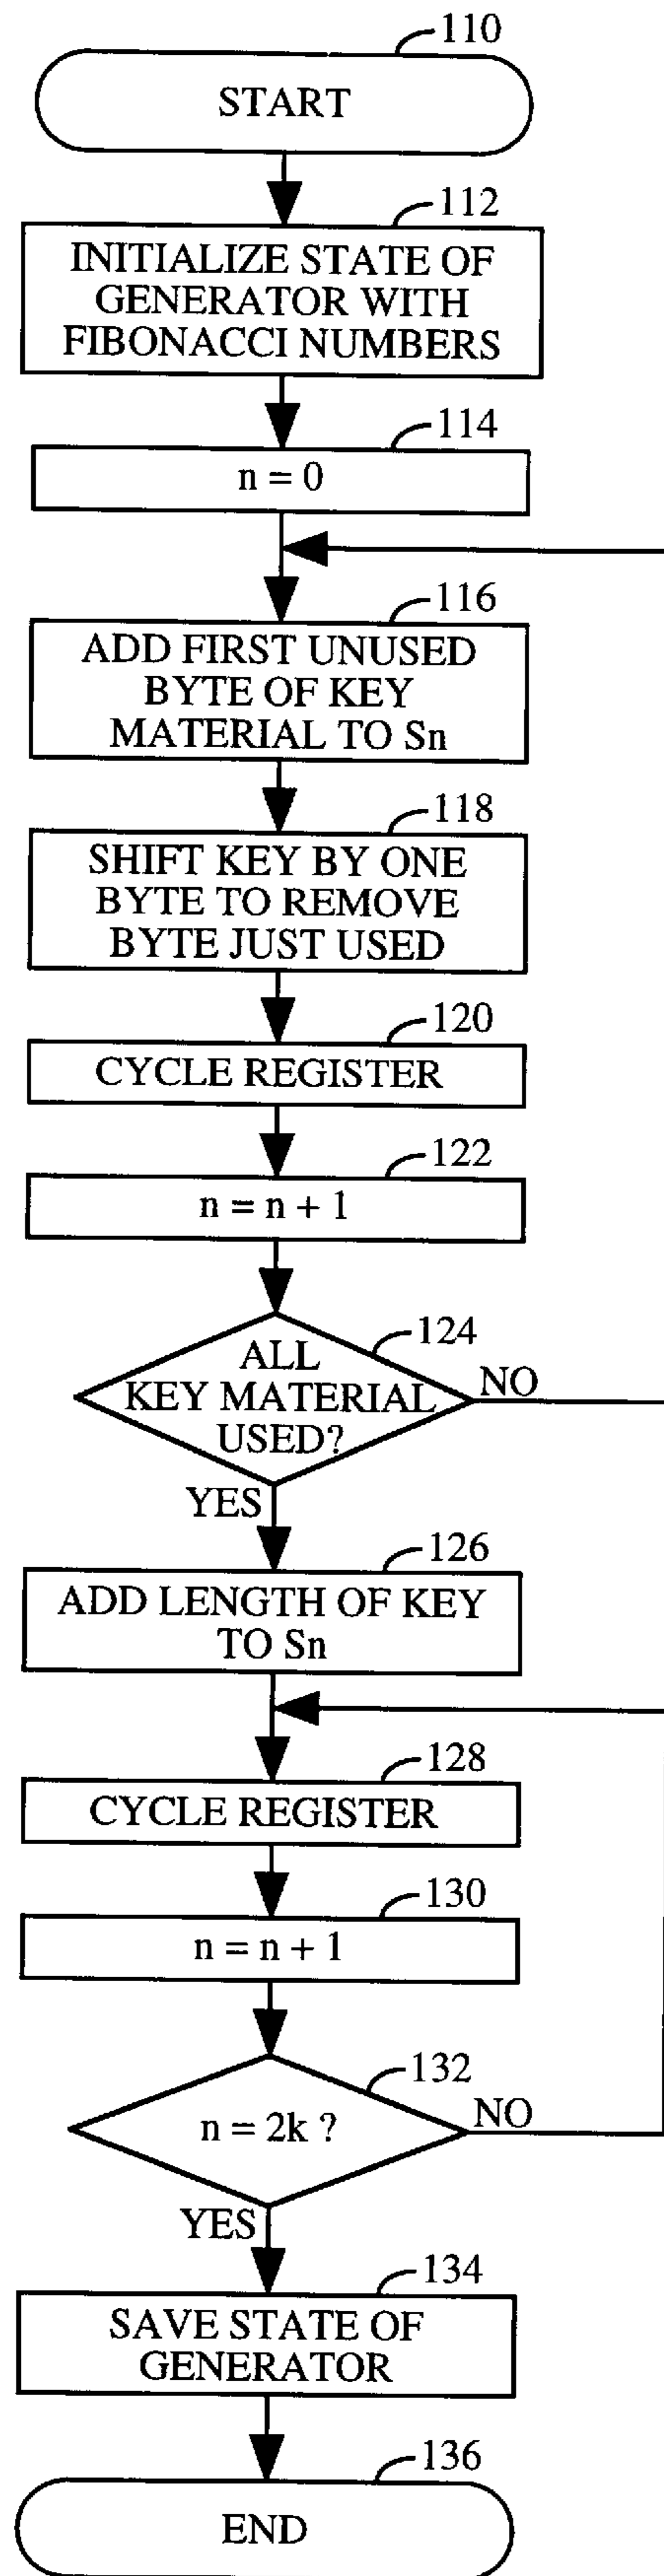 110
START
112
INITIALIZE STATE OF
GENERATOR WITH
FIBONACCI NUMBERS
114
n = 0
116
ADD FIRST UNUSED
BYTE OF KEY
MATERIAL TO Sn
118
SHIFT KEY BY ONE
BYTE TO REMOVE
BYTE JUST USED
120
CYCLE REGISTER
122
n = n + 1
124
ALL
KEY MATERIAL
USED?
NO
YES
126
ADD LENGTH OF KEY
TO Sn
128
CYCLE REGISTER
130
n = n + 1
132
n = 2k ?
NO
YES
134
SAVE STATE OF
GENERATOR
136
END